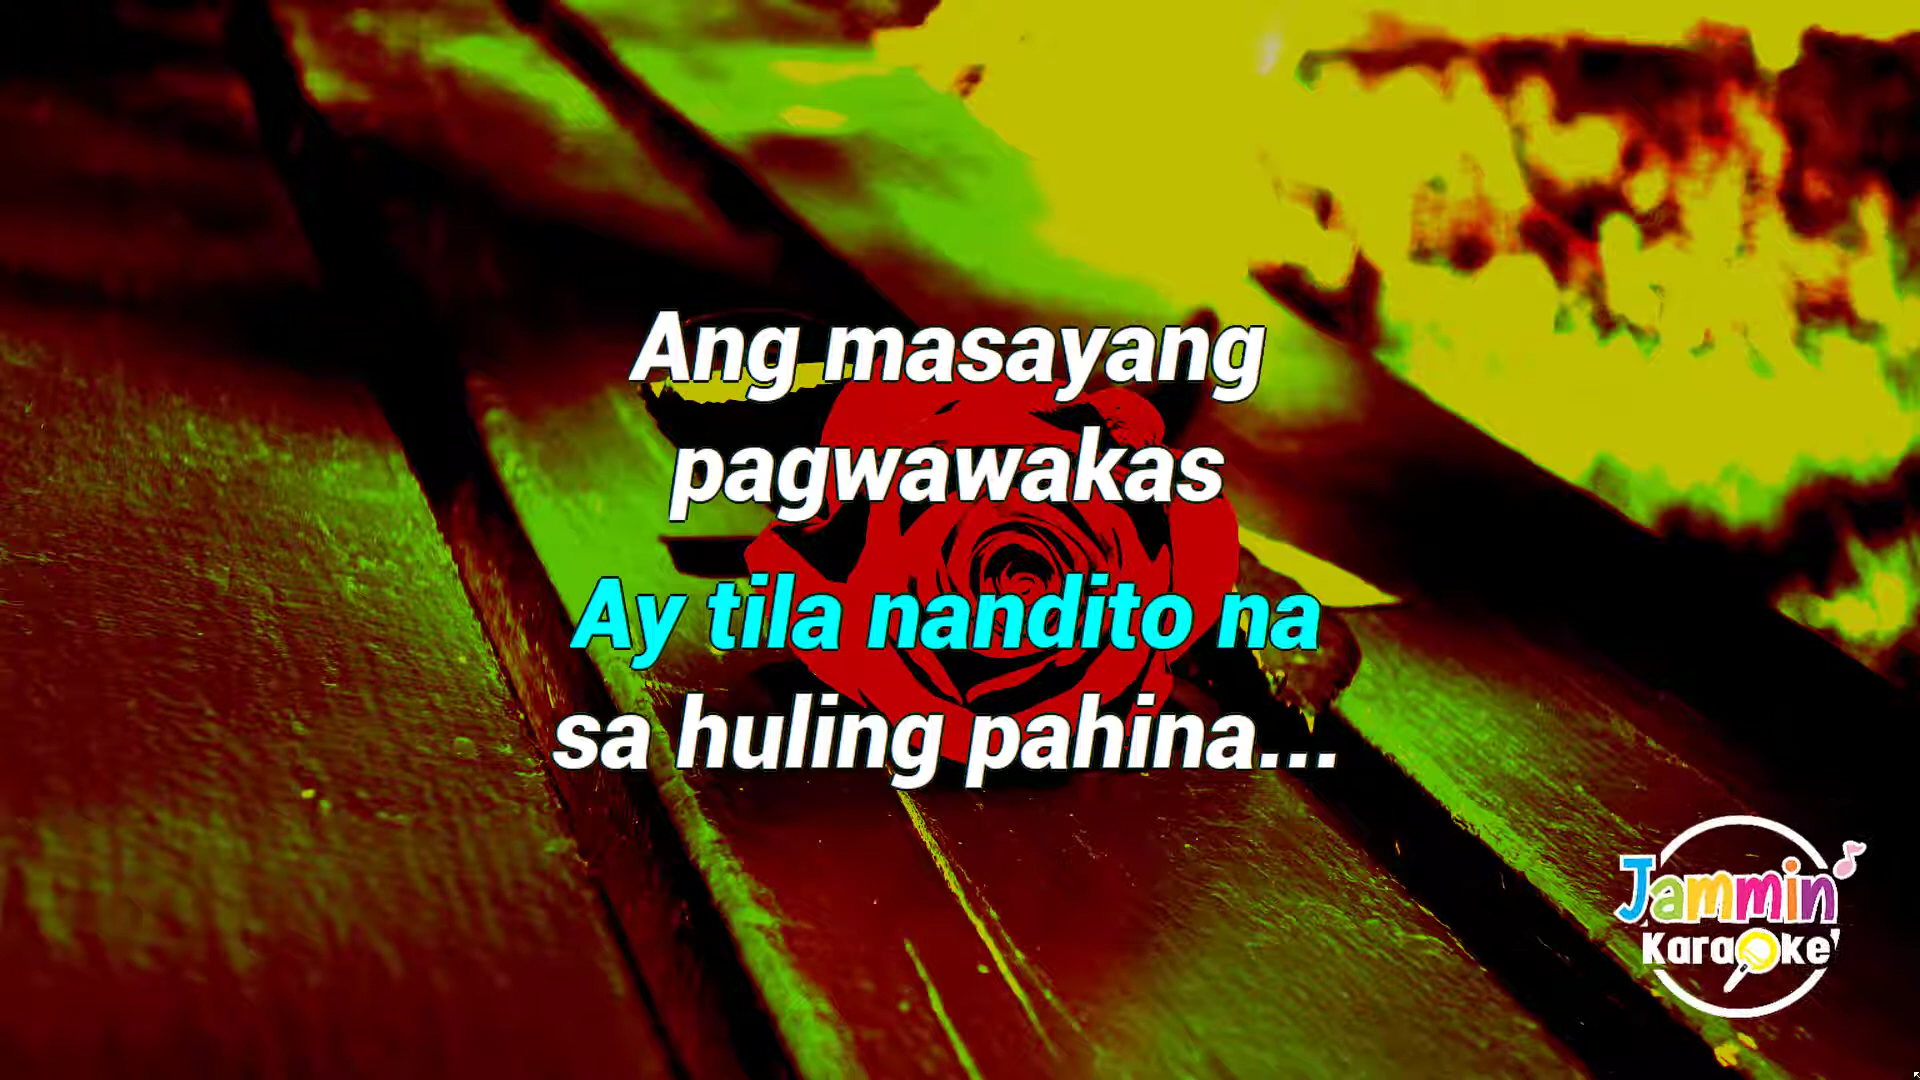 Ang masayang
pagwawakas
Ay tila nandito na
sa huling pahina...
Jammin'
Karaoke